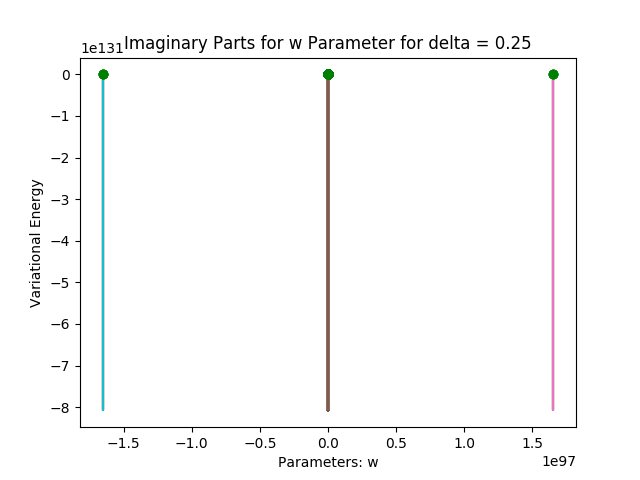 1e131 Imaginary Parts for w Parameter for delta = 0.25
0
−1
−2
−3
−4
−5
−6
−7
−8
Variational Energy
−1.5 −1.0 −0.5 0.0 0.5 1.0 1.5
1e97
Parameters: w